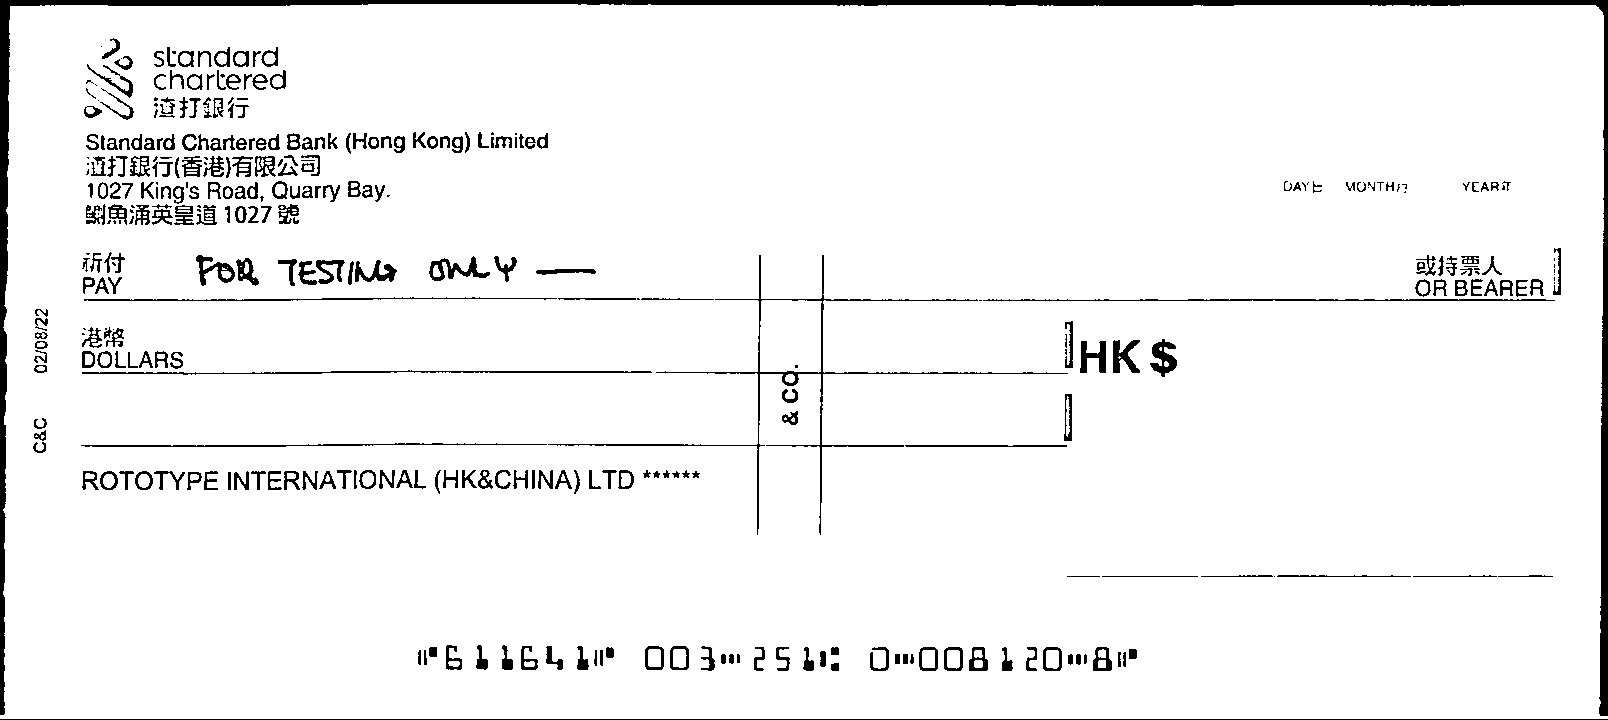 standard
chartered
渣打銀行
Standard Chartered Bank (Hong Kong) Limited
渣打銀行(香港)有限公司
1027 King's Road, Quarry Bay.
鰂魚涌英皇道 1027 號
DAY日 MONTH月 YEAR年
祈付
PAY
FOR TESTING ONLY —
或持票人
OR BEARER
港幣
DOLLARS
HK $
& CO.
C&C 02/08/22
ROTOTYPE INTERNATIONAL (HK&CHINA) LTD ******
⑈611641⑈ 003⑉251⑆ 0⑉008120⑉8⑈